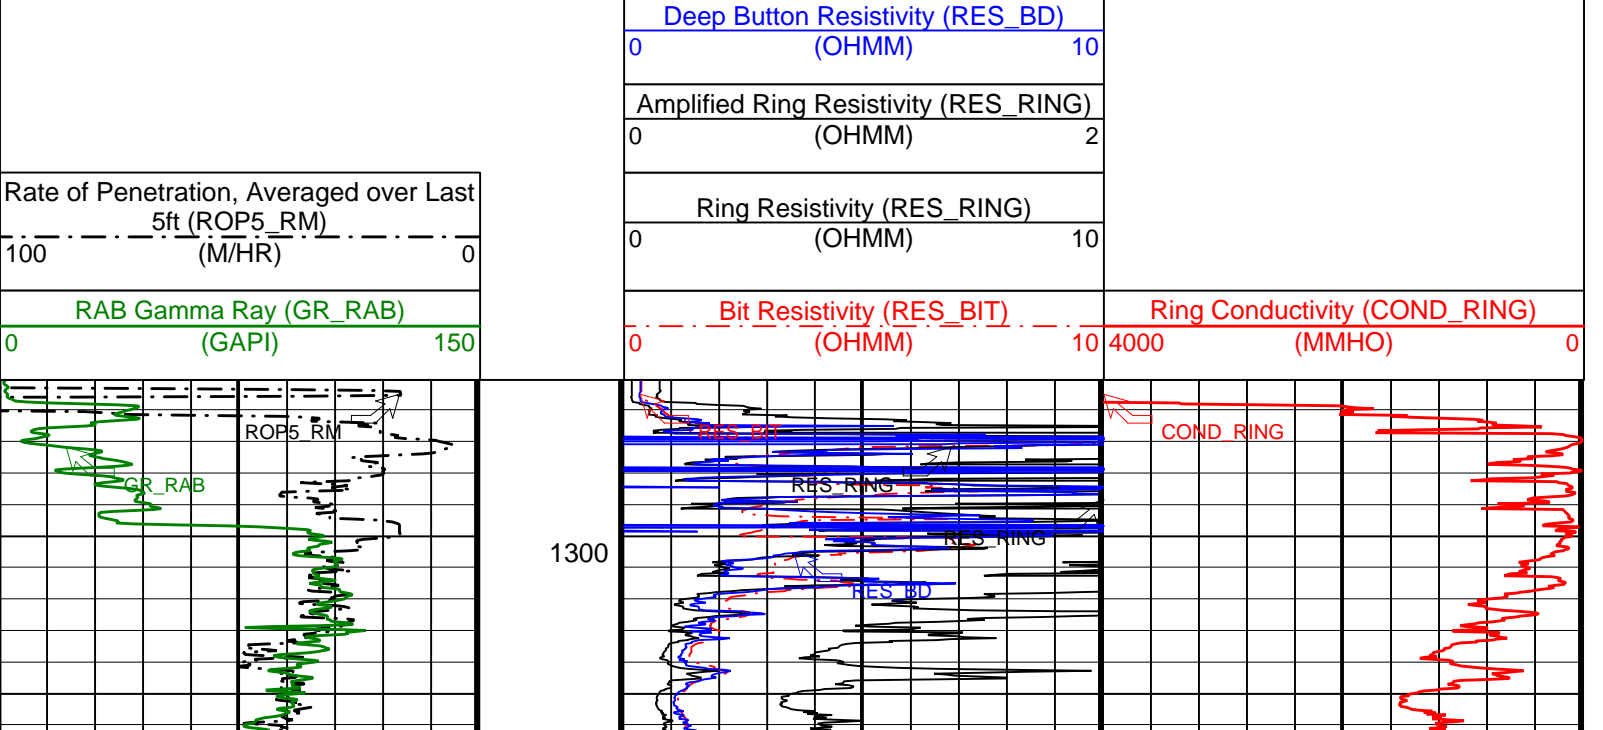 Deep Button Resistivity (RES_BD)
0 (OHMM) 10
Amplified Ring Resistivity (RES_RING)
0 (OHMM) 2
Rate of Penetration, Averaged over Last
5ft (ROP5_RM)
100 (M/HR) 0
Ring Resistivity (RES_RING)
0 (OHMM) 10
RAB Gamma Ray (GR_RAB)
0 (GAPI) 150
Bit Resistivity (RES_BIT)
0 (OHMM) 10
Ring Conductivity (COND_RING)
4000 (MMHO) 0
ROP5_RM
RES_BIT
COND_RING
GR_RAB
RES_RING
RES_RING
1300
RES_BD